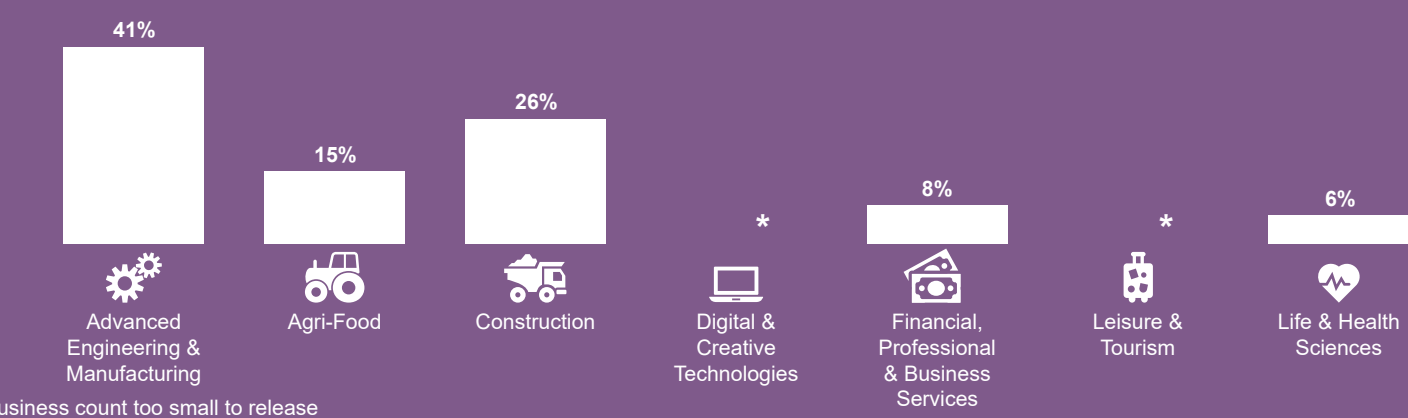 41%
15%
26%
*
8%
*
6%
Advanced
Engineering &
Manufacturing
Agri-Food
Construction
Digital &
Creative
Technologies
Financial,
Professional
& Business
Services
Leisure &
Tourism
Life & Health
Sciences
count too small to release